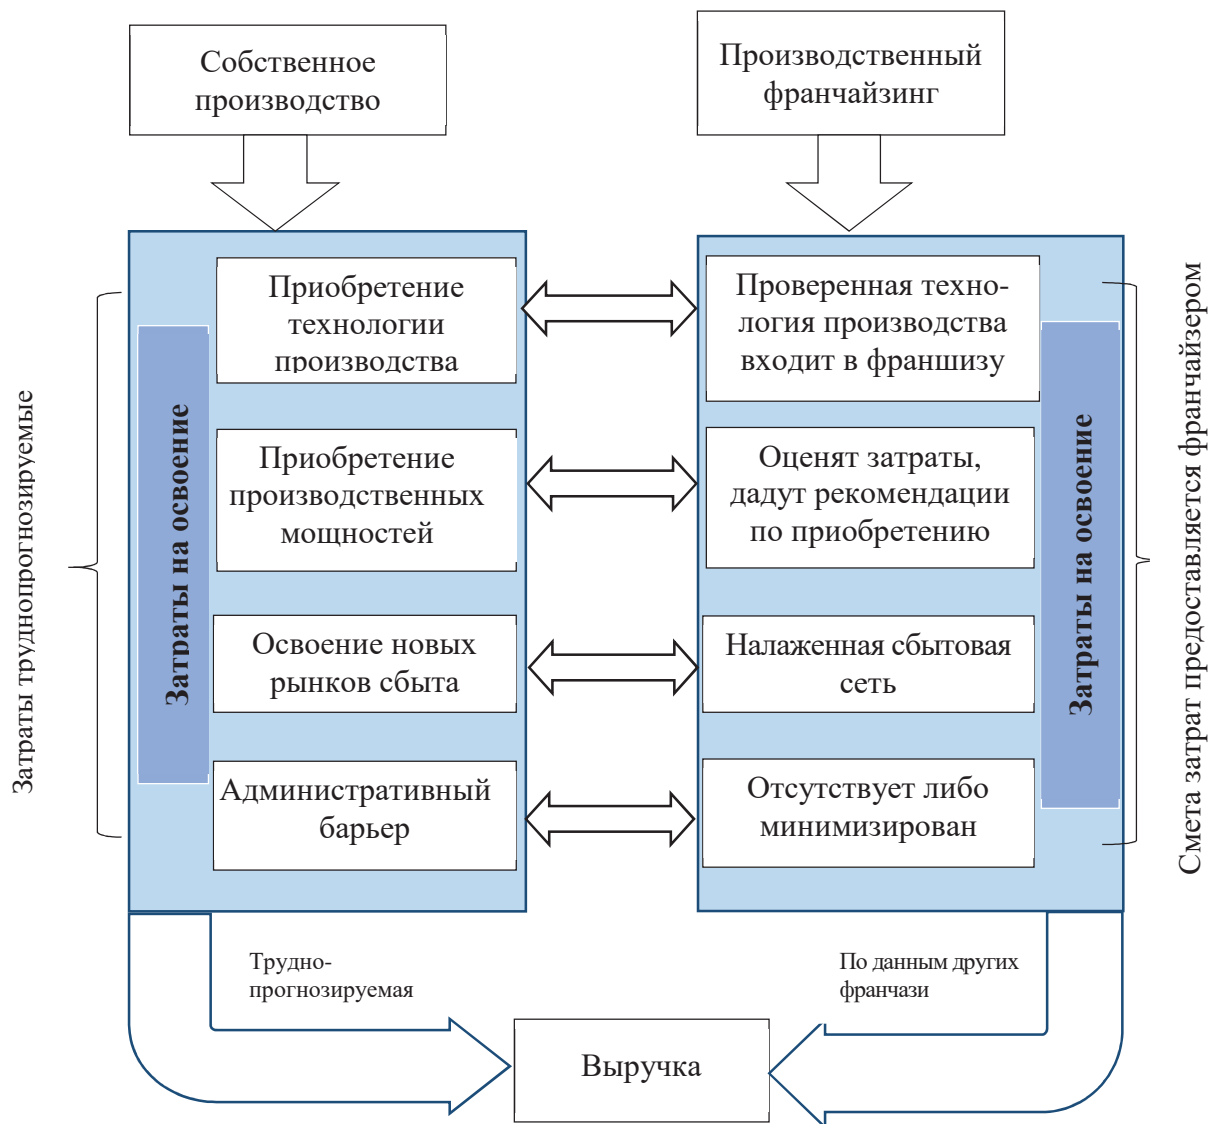 Собственное
производство
Производственный
франчайзинг
Затраты труднопрогнозируемые
Затраты на освоение
Приобретение
технологии
производства
Проверенная техно-
логия производства
входит в франшизу
Приобретение
производственных
мощностей
Оценят затраты,
дадут рекомендации
по приобретению
Освоение новых
рынков сбыта
Налаженная сбытовая
сеть
Административный
барьер
Отсутствует либо
минимизирован
Затраты на освоение
Смета затрат предоставляется франчайзером
Трудно-
прогнозируемая
По данным других
франчази
Выручка